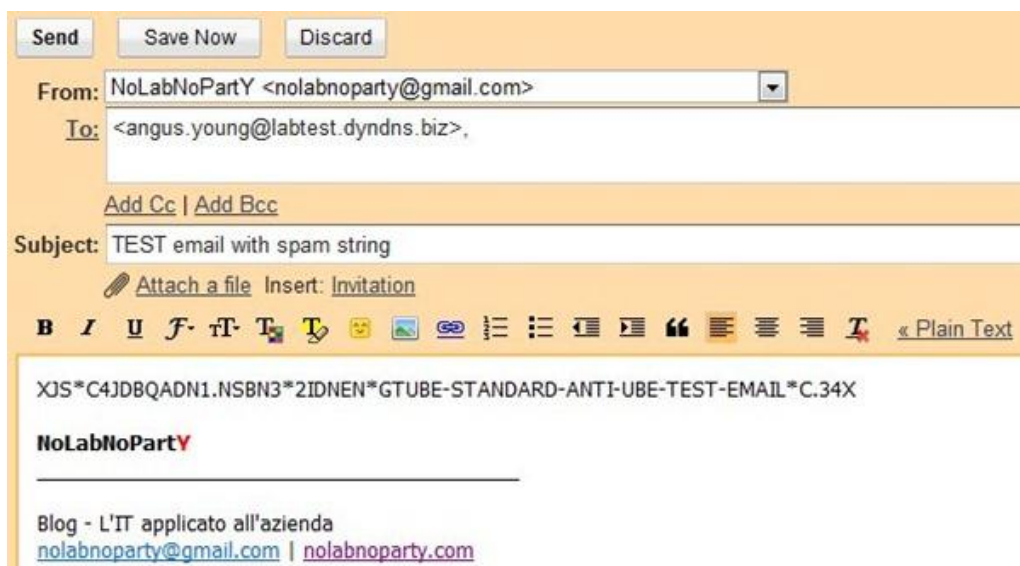 Send Save Now Discard
From: NoLabNoPartY <nolabnoparty@gmail.com>
To: <angus.young@labtest.dyndns.biz>,
Add Cc | Add Bcc
Subject: TEST email with spam string
Attach a file Insert: Invitation
B I U F T T T T « Plain Text
XJS*C4JDBQADN1.NSBN3*2IDNEN*GTUBE-STANDARD-ANTI-UBE-TEST-EMAIL*C.34X
NoLabNoPartY
Blog - L'IT applicato all'azienda
nolabnoparty@gmail.com | nolabnoparty.com